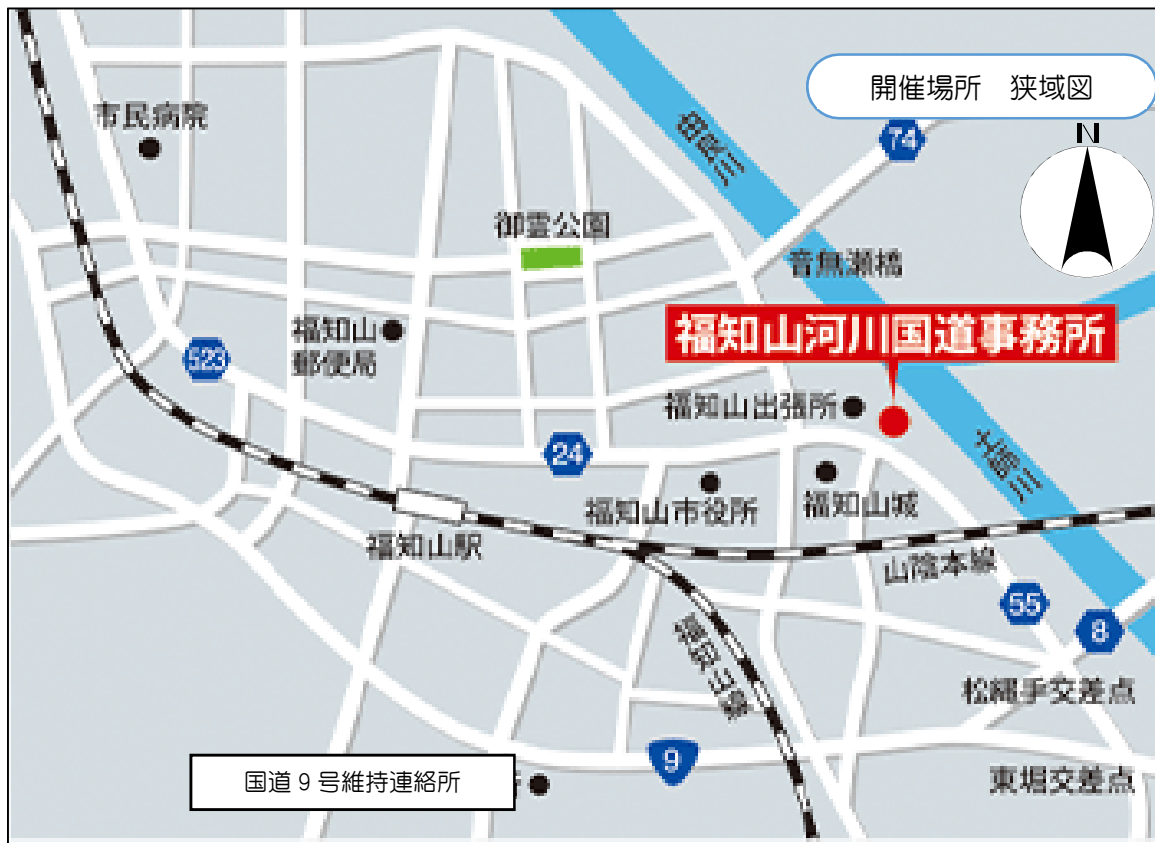 開催場所　狭域図
市民病院
由良川
74
N
御霊公園
音無瀬橋
福知山
郵便局
福知山河川国道事務所
523
福知山出張所
24
土師川
福知山市役所
福知山城
福知山駅
山陰本線
55
8
福知山線
松縄手交差点
9
国道９号維持連絡所
東堀交差点